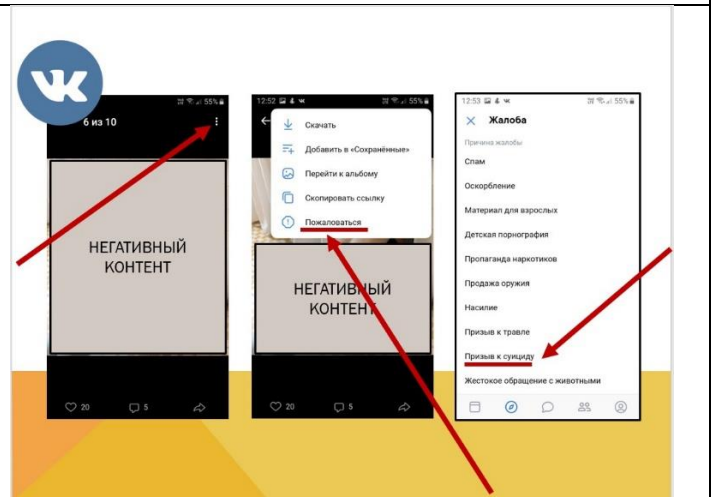 VK
6 из 10
55%
НЕГАТИВНЫЙ
КОНТЕНТ
20
5
12:52
55%
Скачать
Добавить в «Сохранённые»
Перейти к альбому
Скопировать ссылку
Пожаловаться
НЕГАТИВНЫЙ
КОНТЕНТ
20
5
12:53
55%
Жалоба
Причина жалобы
Спам
Оскорбление
Материал для взрослых
Детская порнография
Пропаганда наркотиков
Продажа оружия
Насилие
Призыв к травле
Призыв к суициду
Жестокое обращение с животными